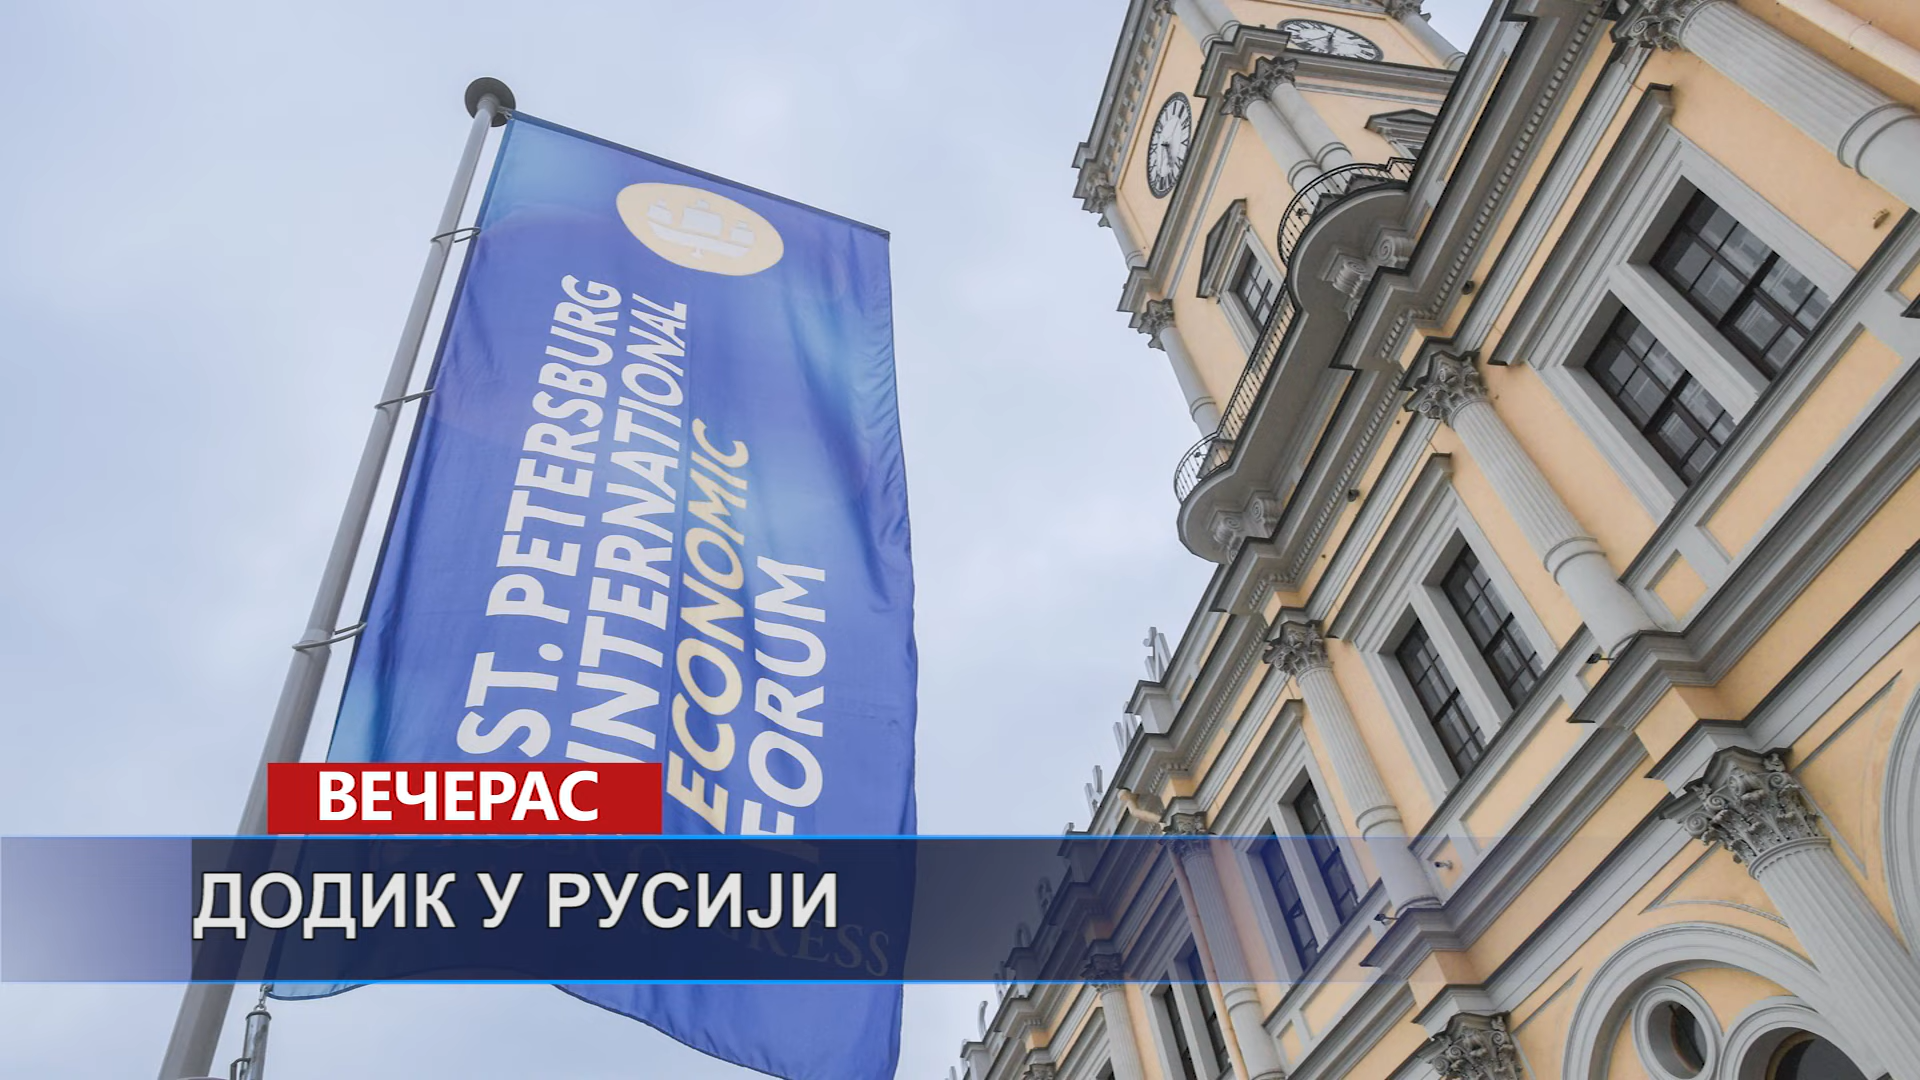 ST. PETERSBURG
INTERNATIONAL
ECONOMIC
FORUM
ВЕЧЕРАС
ДОДИК У РУСИЈИ